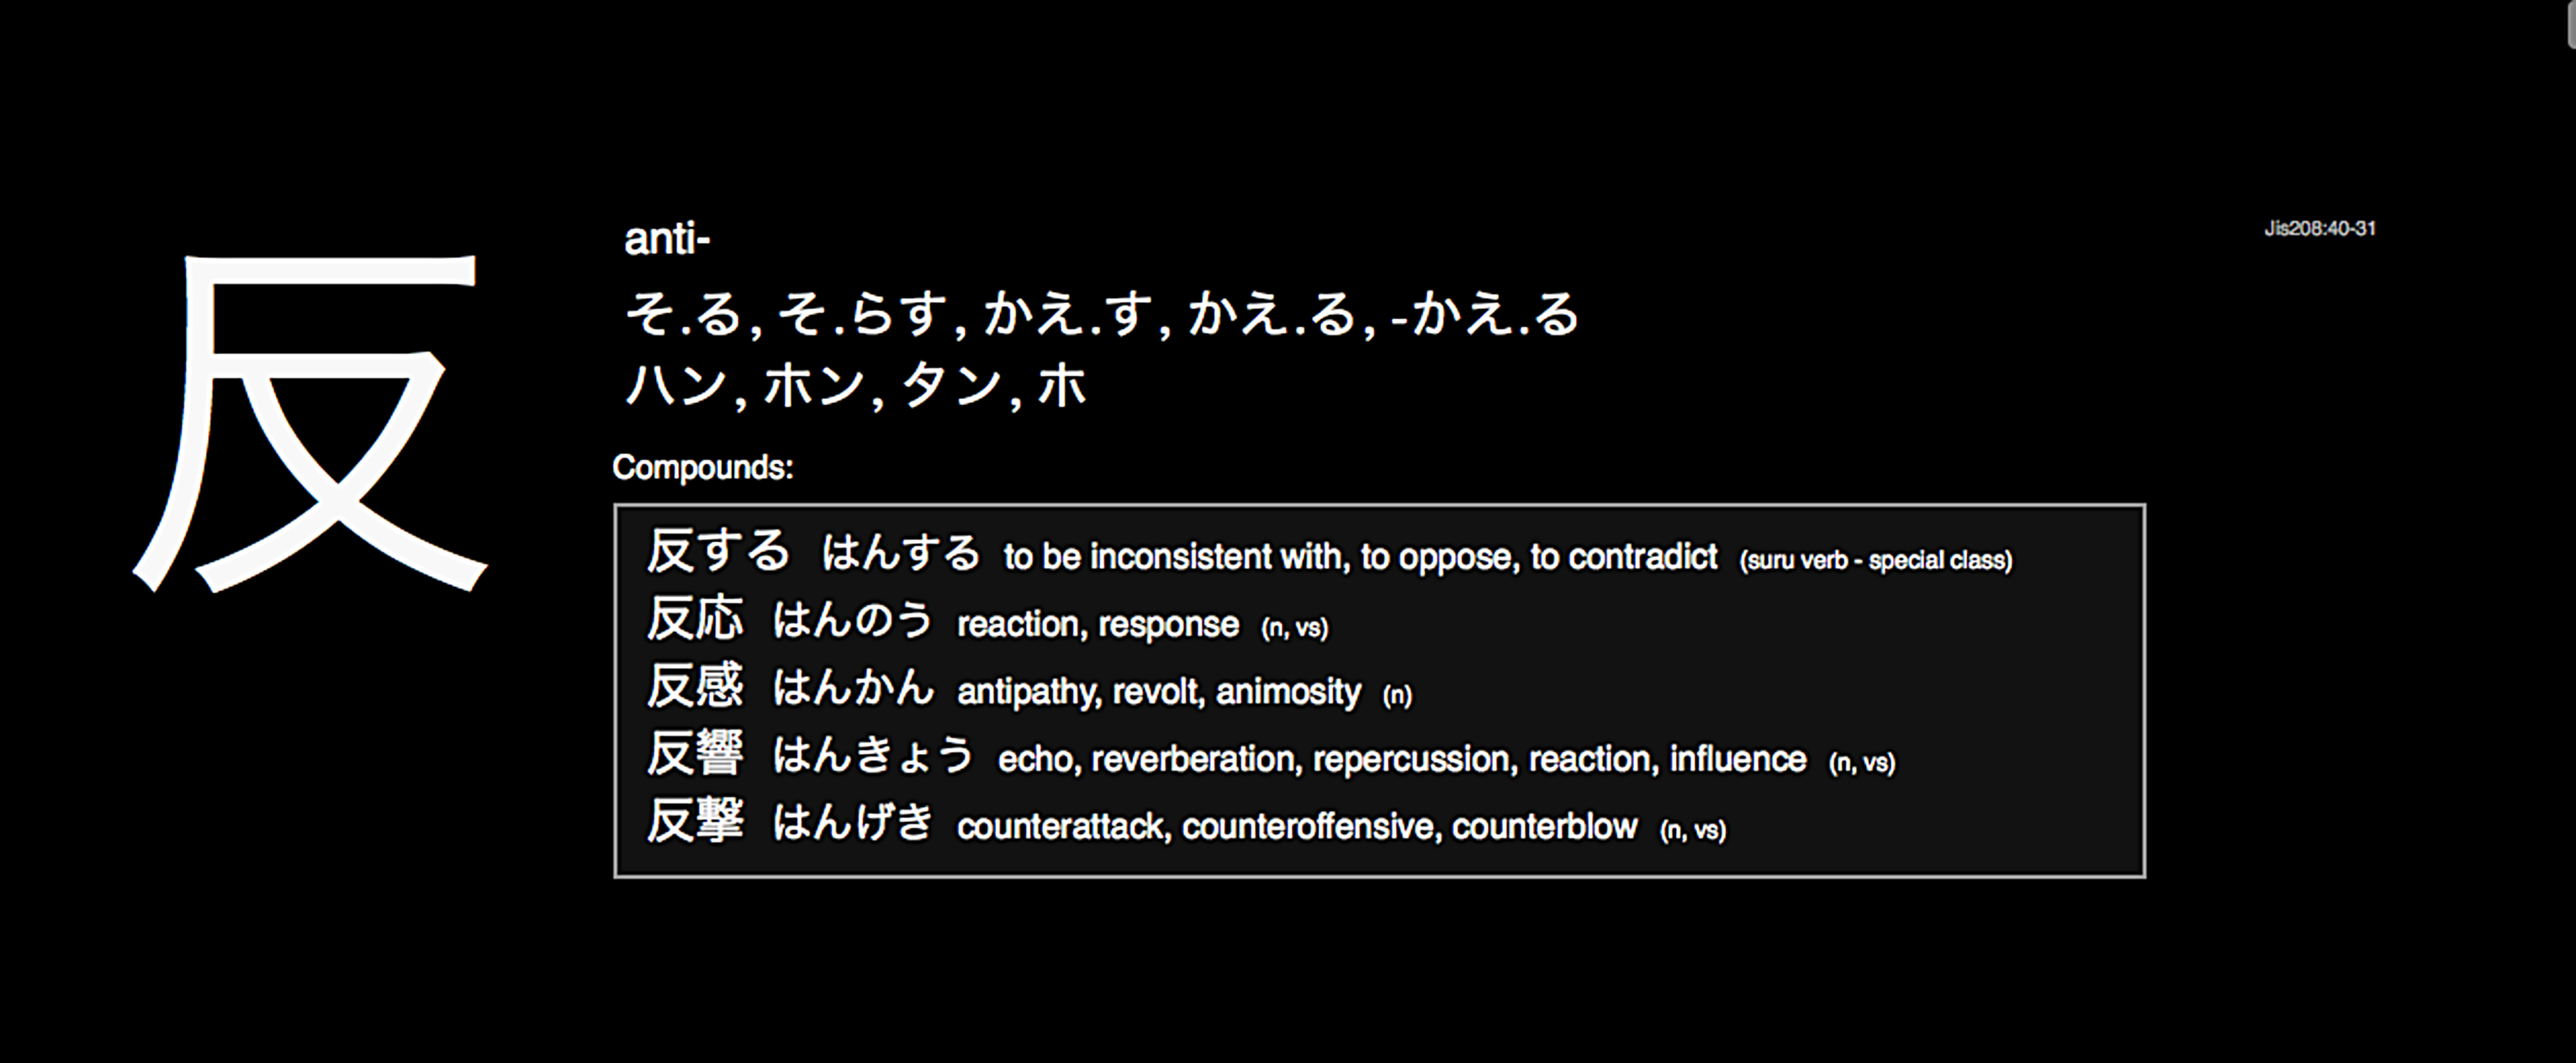 反
anti-
Jis208:40-31
そ.る, そ.らす, かえ.す, かえ.る, -かえ.る
ハン, ホン, タン, ホ
Compounds:
反する はんする to be inconsistent with, to oppose, to contradict (suru verb - special class)
反応 はんのう reaction, response (n, vs)
反感 はんかん antipathy, revolt, animosity (n)
反響 はんきょう echo, reverberation, repercussion, reaction, influence (n, vs)
反撃 はんげき counterattack, counteroffensive, counterblow (n, vs)